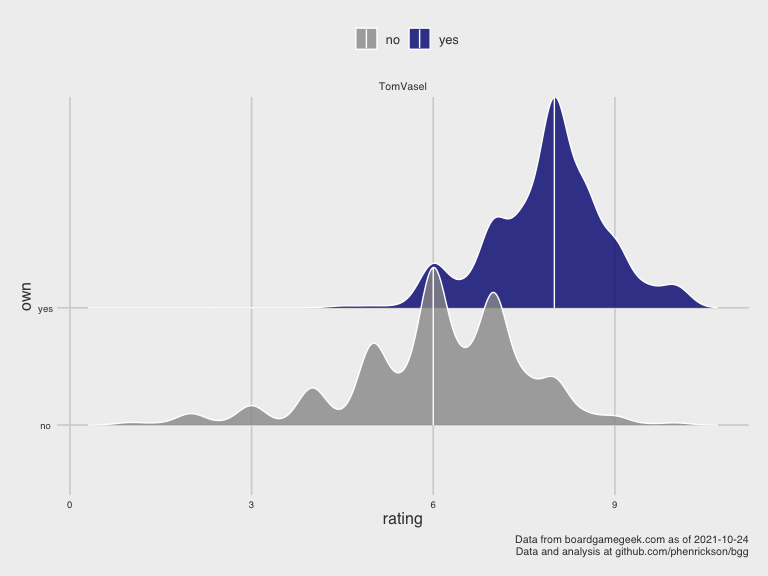 no yes
TomVasel
own
yes
no
0 3 6 9
rating
Data from boardgamegeek.com as of 2021-10-24
Data and analysis at github.com/phenrickson/bgg